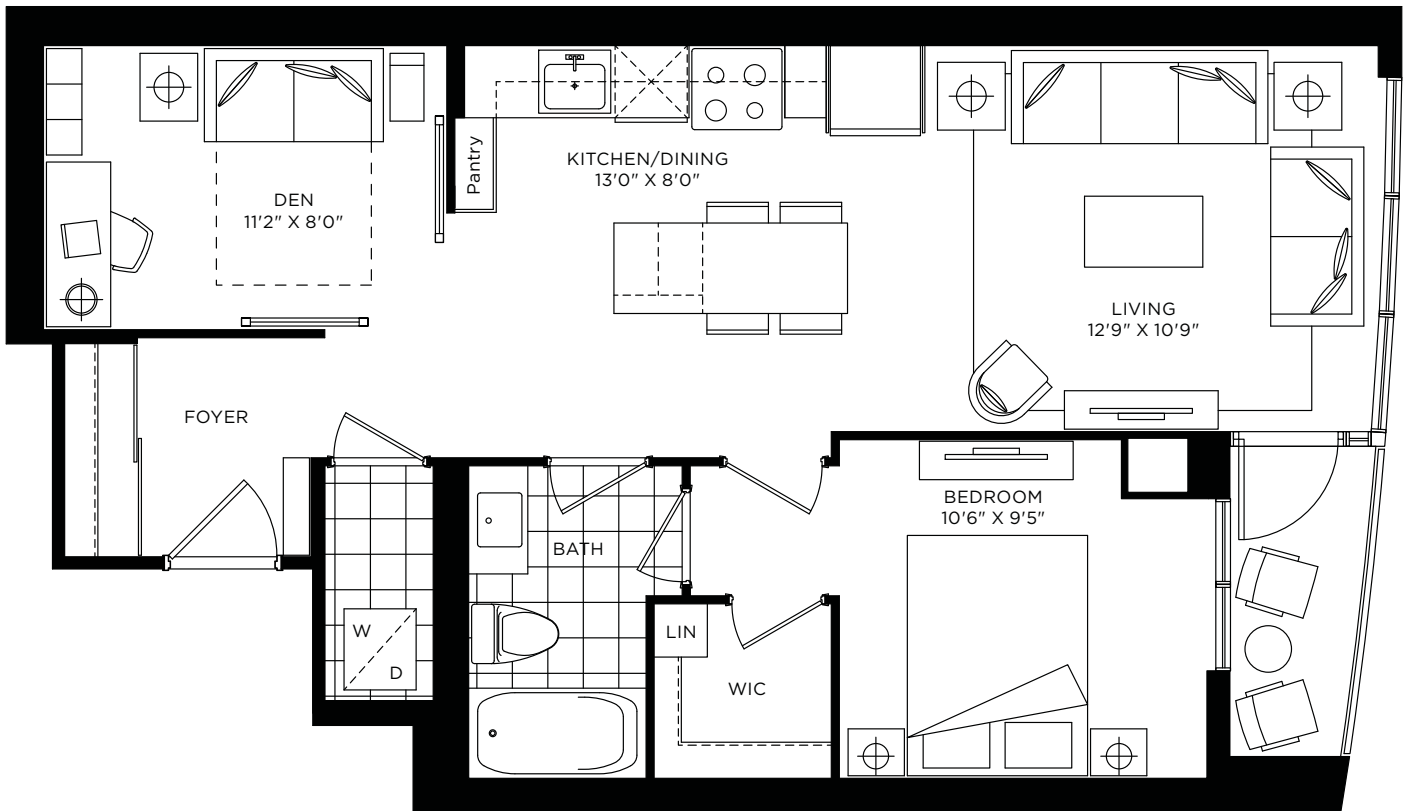 Pantry
KITCHEN/DINING
13'0" X 8'0"
DEN
11'2" X 8'0"
LIVING
12'9" X 10'9"
FOYER
BEDROOM
10'6" X 9'5"
BATH
W
D
LIN
WIC